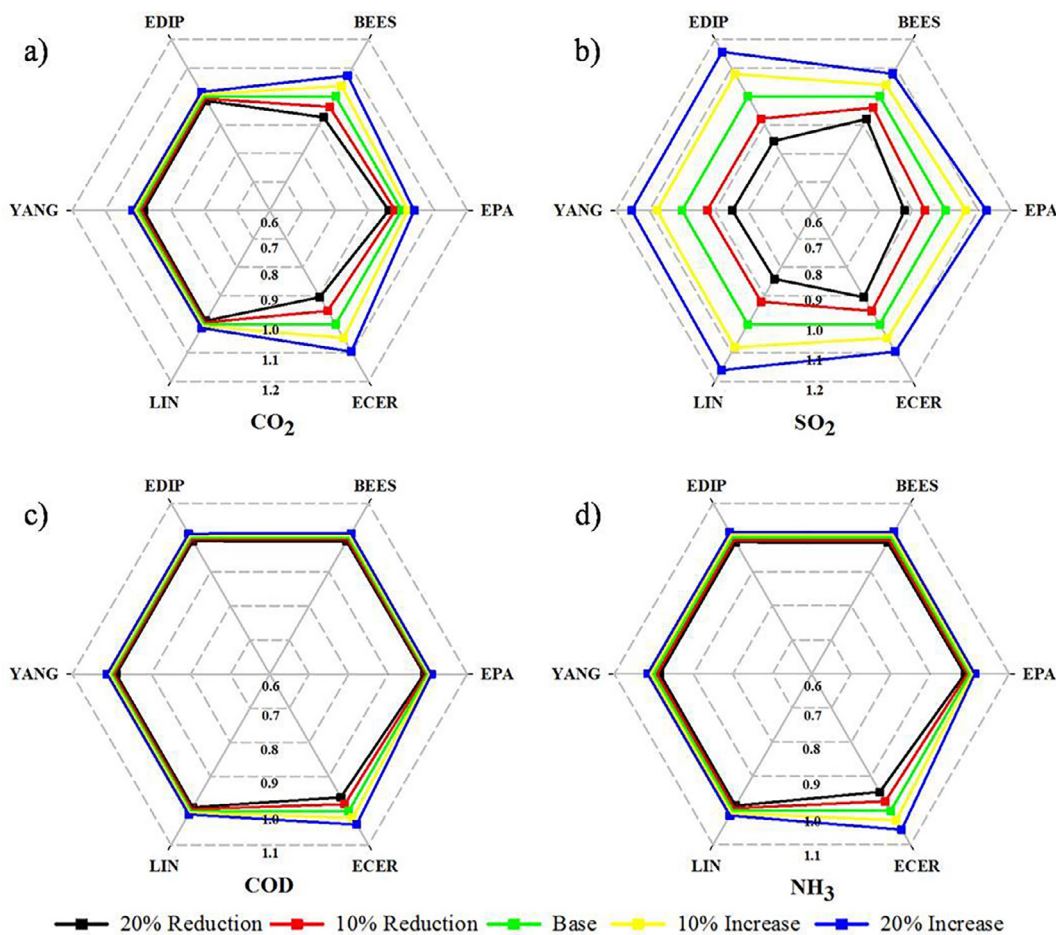 a)
EDIP
BEES
YANG
EPA
0.6
0.7
0.8
0.9
1.0
1.1
1.2
LIN
ECER
CO2
b)
EDIP
BEES
YANG
EPA
0.6
0.7
0.8
0.9
1.0
1.1
1.2
LIN
ECER
SO2
c)
EDIP
BEES
YANG
EPA
0.6
0.7
0.8
0.9
1.0
1.1
LIN
ECER
COD
d)
EDIP
BEES
YANG
EPA
0.6
0.7
0.8
0.9
1.0
1.1
LIN
ECER
NH3
20% Reduction 10% Reduction Base 10% Increase 20% Increase